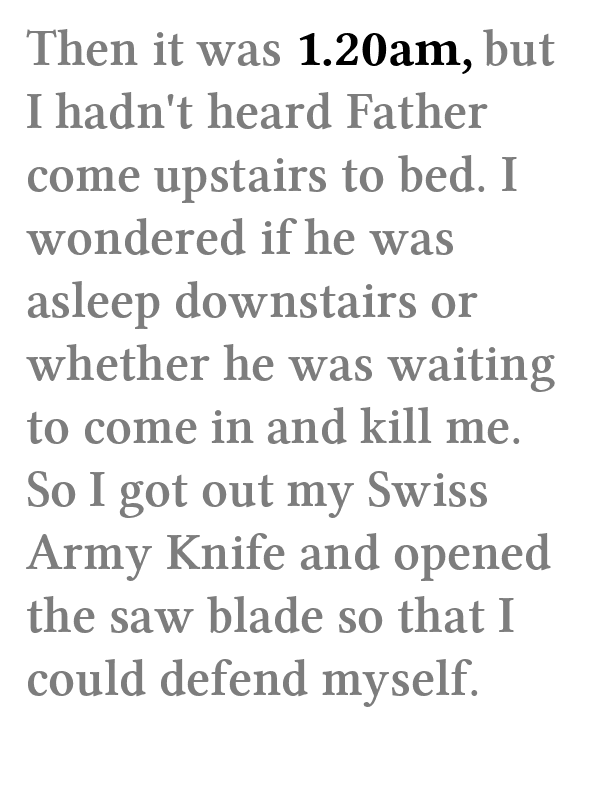 Then it was 1.20am, but
I hadn't heard Father
come upstairs to bed. I
wondered if he was
asleep downstairs or
whether he was waiting
to come in and kill me.
So I got out my Swiss
Army Knife and opened
the saw blade so that I
could defend myself.